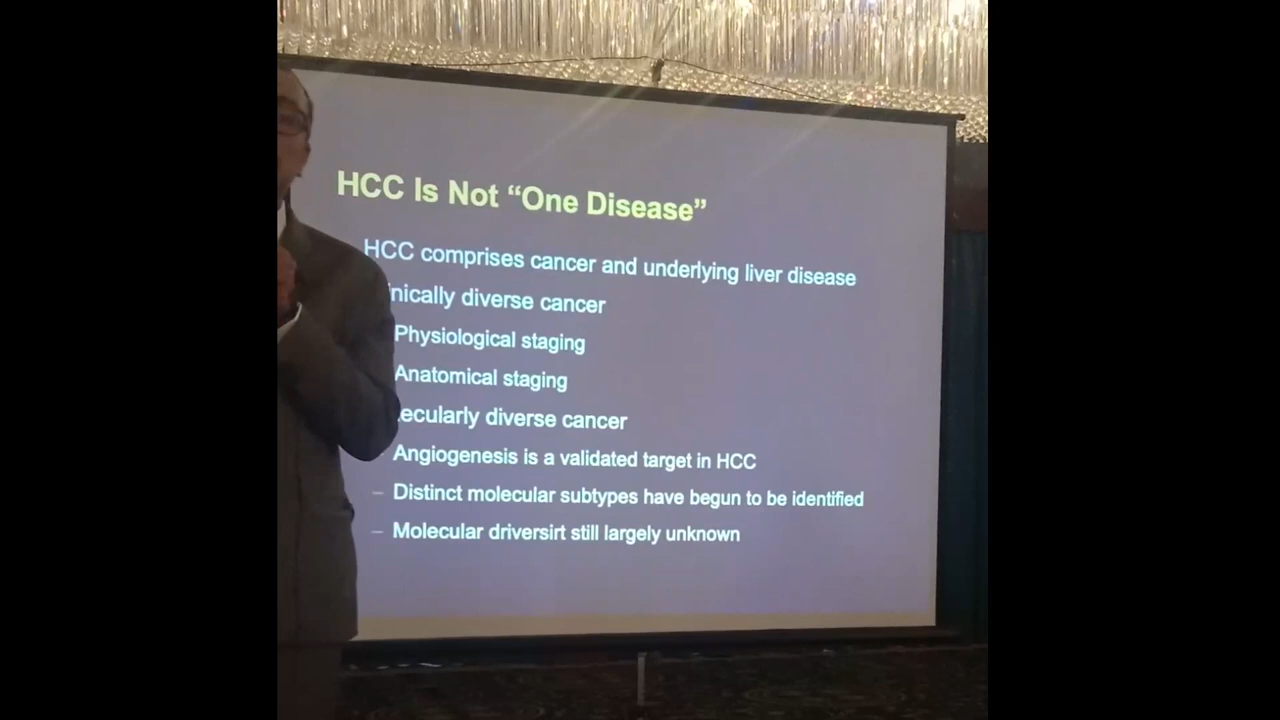 HCC Is Not “One Disease”
HCC comprises cancer and underlying liver disease
diverse cancer
Physiological staging
Anatomical staging
diverse cancer
Angiogenesis is a validated target in HCC
– Distinct molecular subtypes have begun to be identified
– Molecular driversirt still largely unknown